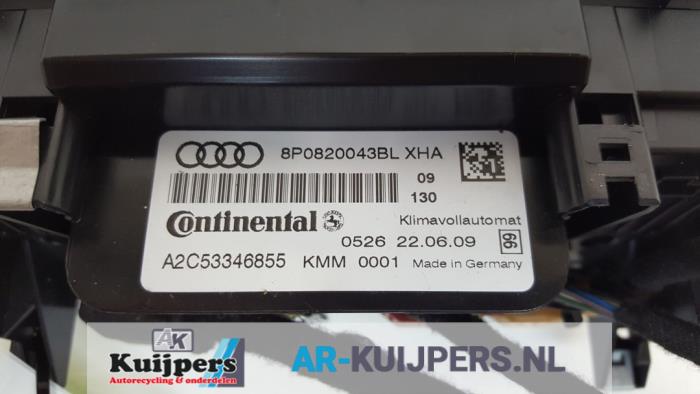 8P0820043BL XHA
09
130
Continental
Klimavollautomat
0526 22.06.09
66
A2C53346855 KMM 0001 Made in Germany
AK
Kuijpers
Autorecycling & onderdelen
AR-KUIJPERS.NL